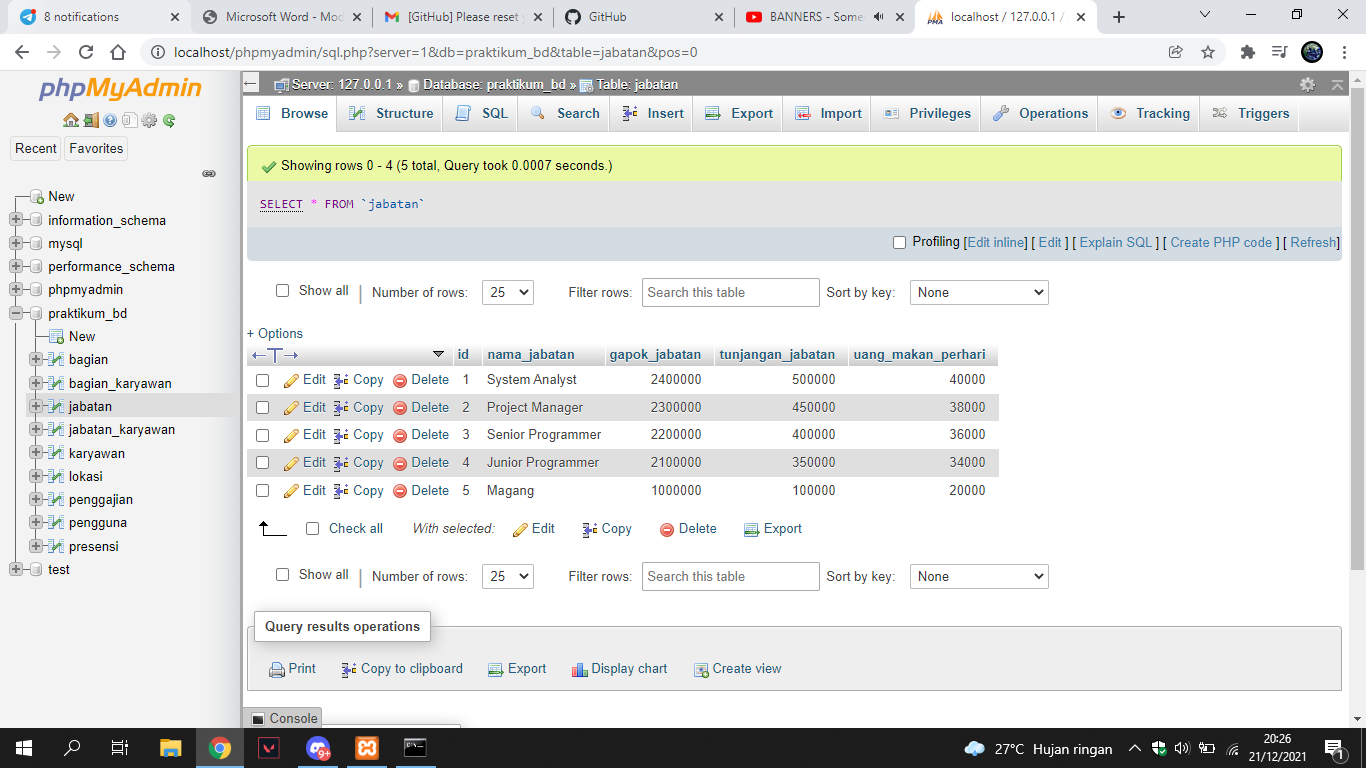 8 notifications
Microsoft Word - Mod
[GitHub] Please reset y
GitHub
BANNERS - Some
localhost / 127.0.0.1 /
localhost/phpmyadmin/sql.php?server=1&db=praktikum_bd&table=jabatan&pos=0
phpMyAdmin
Recent
Favorites
New
information_schema
mysql
performance_schema
phpmyadmin
praktikum_bd
New
bagian
bagian_karyawan
jabatan
jabatan_karyawan
karyawan
lokasi
penggajian
pengguna
presensi
test
Server: 127.0.0.1 » Database: praktikum_bd » Table: jabatan
Browse Structure SQL Search Insert Export Import Privileges Operations Tracking Triggers
Showing rows 0 - 4 (5 total, Query took 0.0007 seconds.)
SELECT * FROM `jabatan`
Profiling [Edit inline] [ Edit ] [ Explain SQL ] [ Create PHP code ] [ Refresh]
Show all | Number of rows: 25 Filter rows: Search this table Sort by key: None
+ Options
id nama_jabatan gapok_jabatan tunjangan_jabatan uang_makan_perhari
Edit Copy Delete 1 System Analyst 2400000 500000 40000
Edit Copy Delete 2 Project Manager 2300000 450000 38000
Edit Copy Delete 3 Senior Programmer 2200000 400000 36000
Edit Copy Delete 4 Junior Programmer 2100000 350000 34000
Edit Copy Delete 5 Magang 1000000 100000 20000
Check all With selected: Edit Copy Delete Export
Show all | Number of rows: 25 Filter rows: Search this table Sort by key: None
Query results operations
Print Copy to clipboard Export Display chart Create view
Console
9+
27°C Hujan ringan
20:26
21/12/2021
1